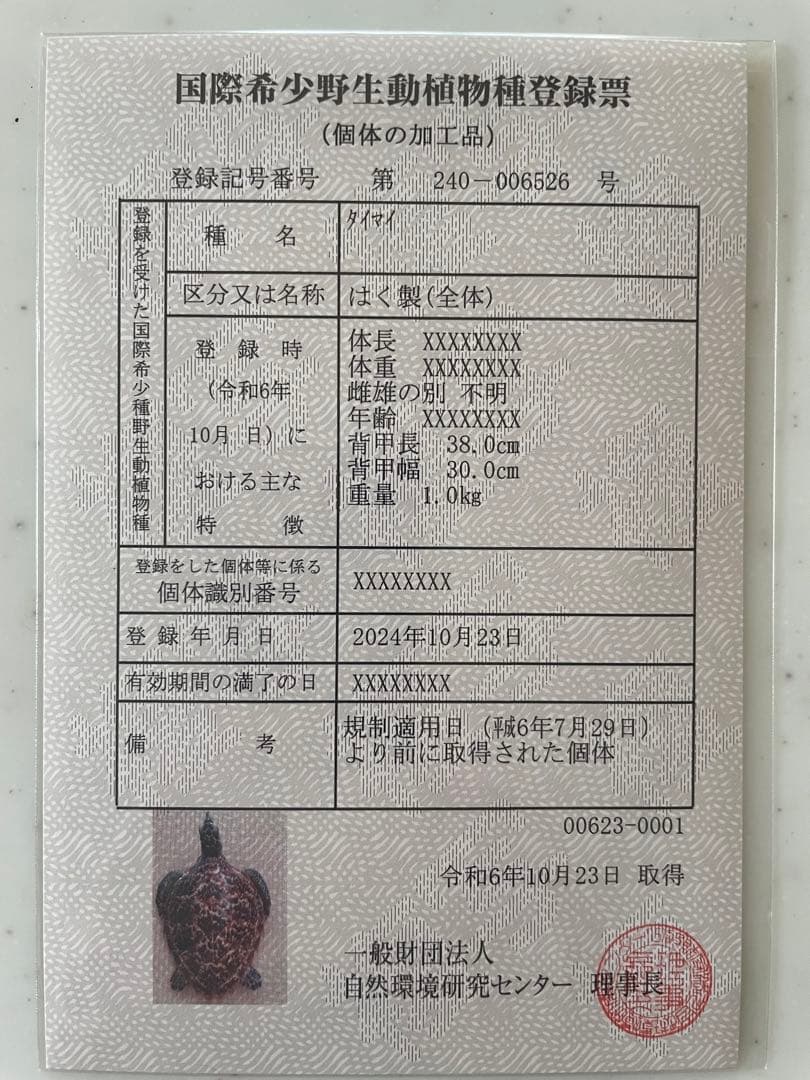 国際希少野生動植物種登録票
(個体の加工品)
登録記号番号 第 240-006526 号
登録を受けた国際希少種野生動植物種
種 名 ﾀｲﾏｲ
区分又は名称 はく製(全体)
登 録 時
(令和6年
10月 日)に
おける主な
特 徴
体長 XXXXXXXX
体重 XXXXXXXX
雌雄の別 不明
年齢 XXXXXXXX
背甲長 38.0cm
背甲幅 30.0cm
重量 1.0kg
登録をした個体等に係る
個体識別番号 XXXXXXXX
登録年月日 2024年10月23日
有効期間の満了の日 XXXXXXXX
備 考
規制適用日 (平成6年7月29日)
より前に取得された個体
00623-0001
令和6年10月23日 取得
一般財団法人
自然環境研究センター 理事長